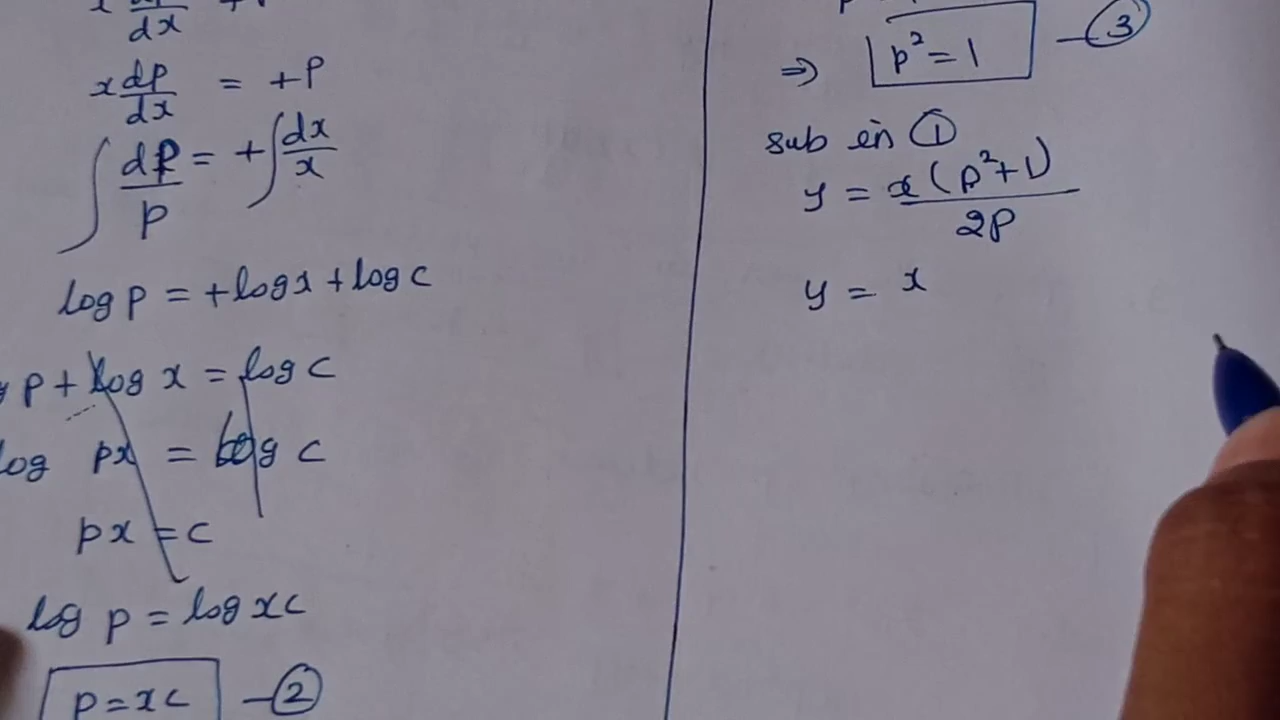 x dp/dx
x dp/dx = +P
∫ dp/p = +∫ dx/x
log p = +log x + log c
p + log x = log c
log px = log c
px = c
log p = log xc
p = xc —②
⇒ p² = 1 —③
sub in ①
y = x(p²+1)/2p
y = x